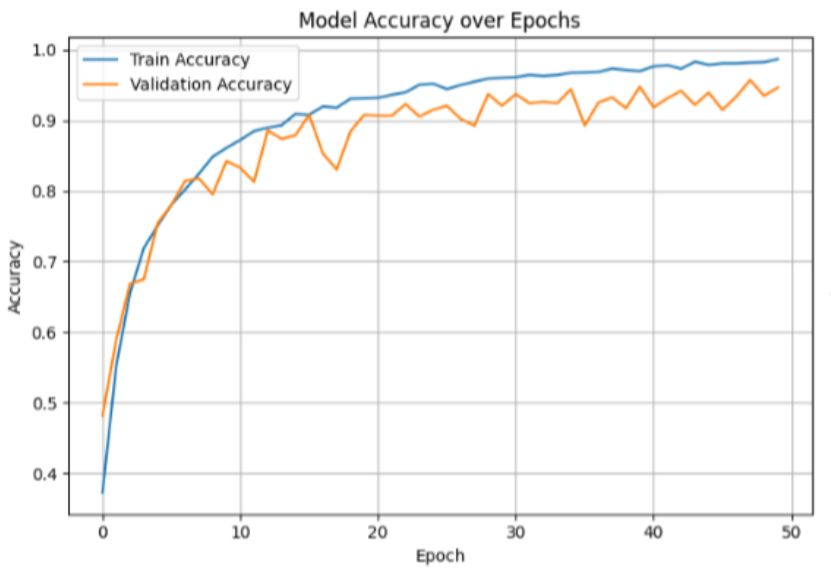 Model Accuracy over Epochs
Train Accuracy
Validation Accuracy
1.0
0.9
0.8
0.7
0.6
0.5
0.4
Accuracy
0 10 20 30 40 50
Epoch